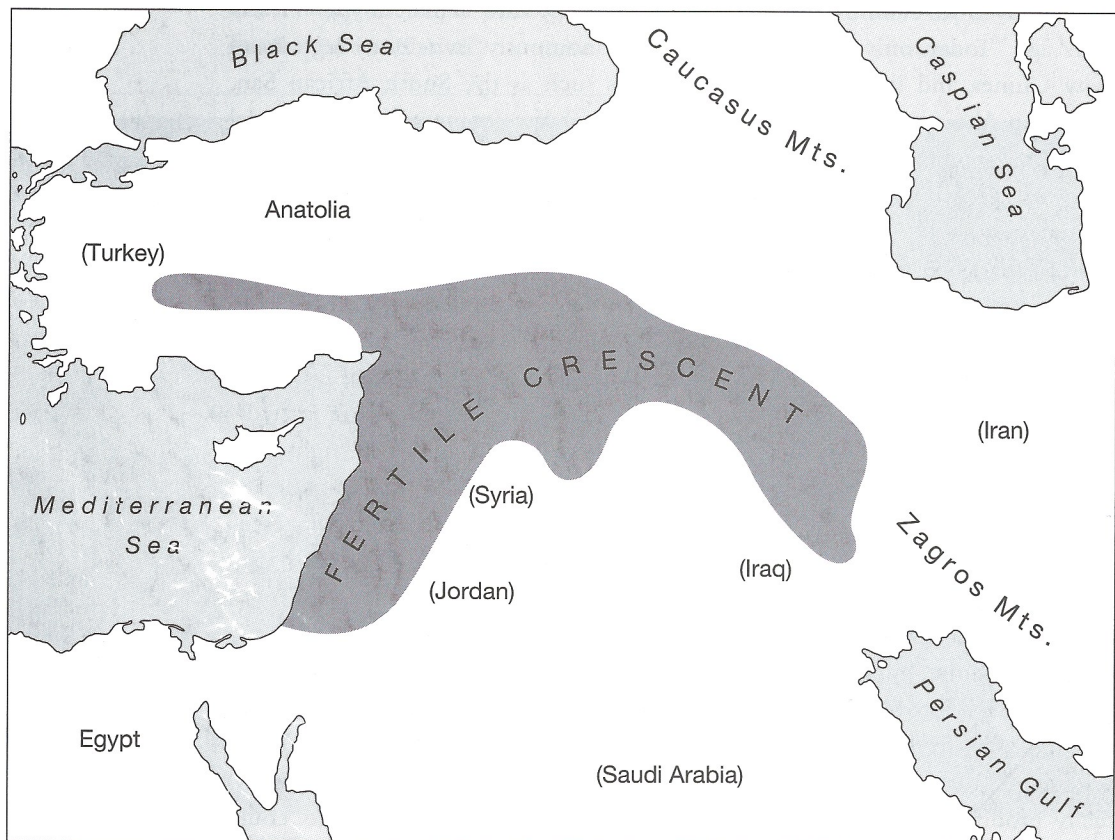 Black Sea
Caucasus Mts.
Caspian Sea
Anatolia
(Turkey)
FERTILE CRESCENT
(Iran)
Mediterranean
Sea
(Syria)
Zagros Mts.
(Iraq)
(Jordan)
Persian Gulf
Egypt
(Saudi Arabia)